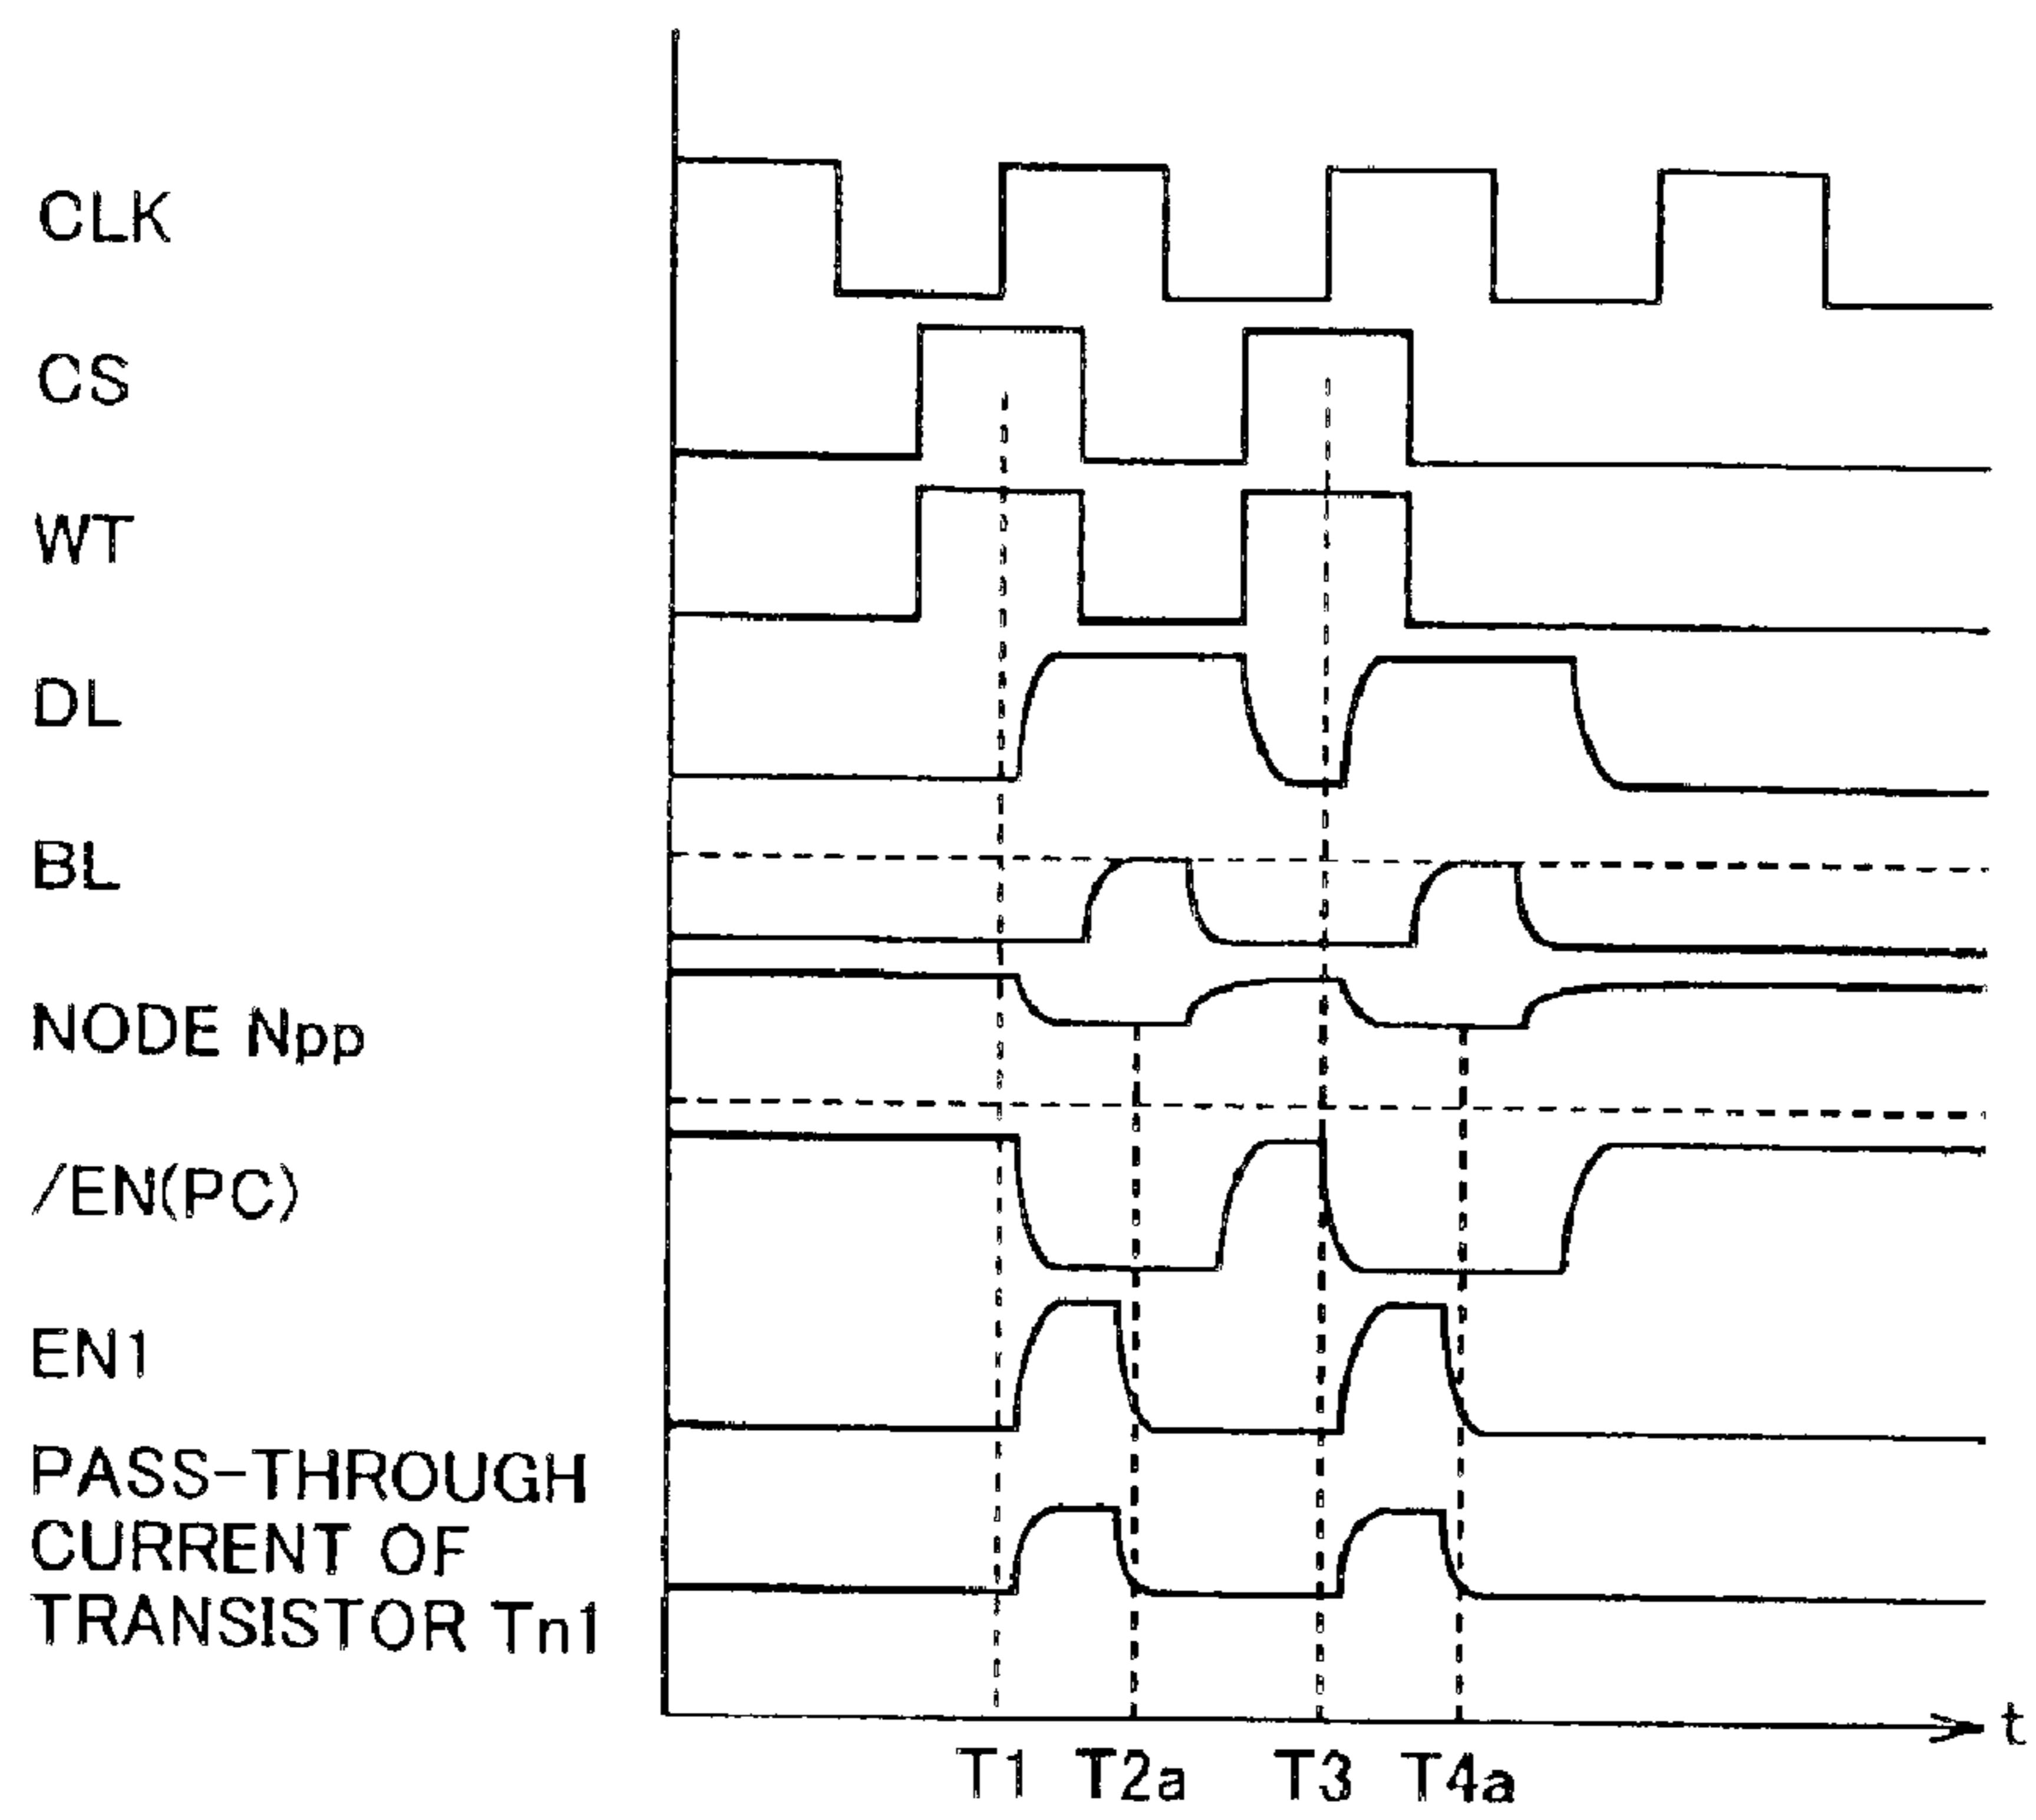 CLK
CS
WT
DL
BL
NODE Npp
/EN(PC)
EN1
PASS-THROUGH
CURRENT OF
TRANSISTOR Tn1
t
T1 T2a T3 T4a